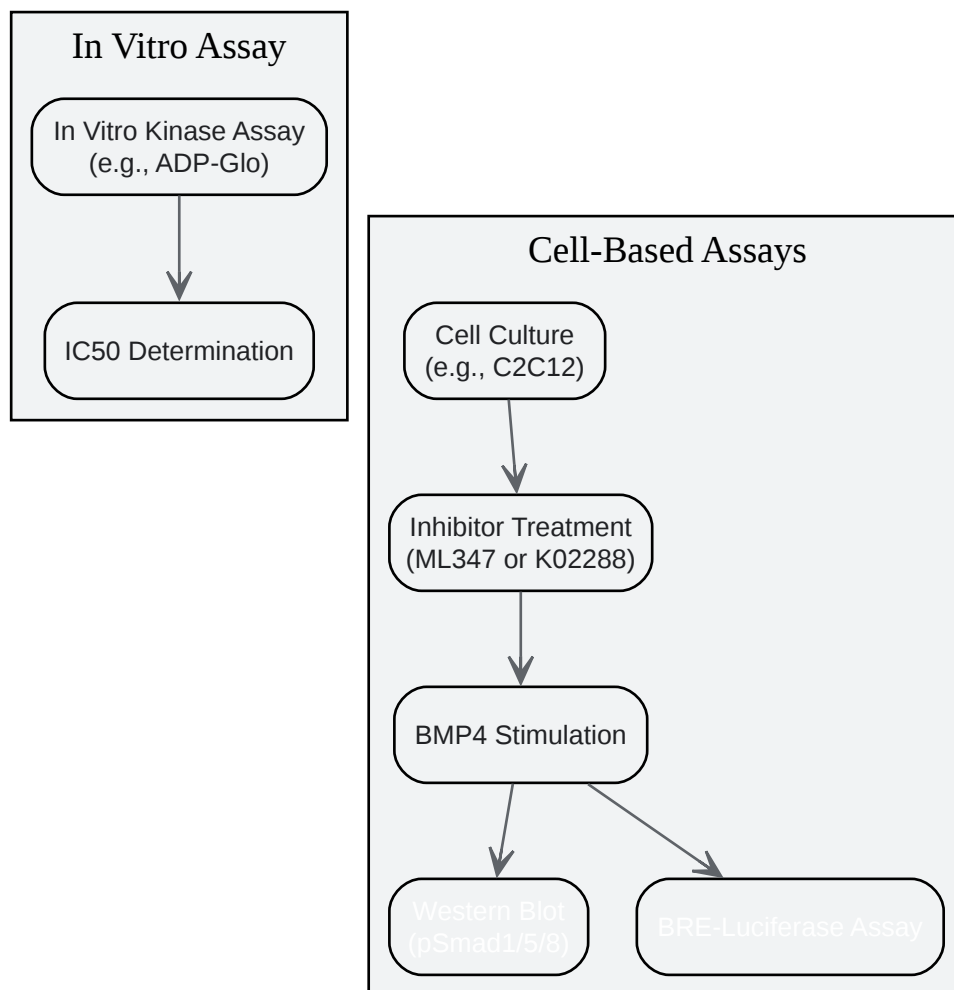 In Vitro Assay
In Vitro Kinase Assay
(e.g., ADP-Glo)
IC50 Determination
Cell-Based Assays
Cell Culture
(e.g., C2C12)
Inhibitor Treatment
(ML347 or K02288)
BMP4 Stimulation
Western Blot
(pSmad1/5/8)
BRE-Luciferase Assay